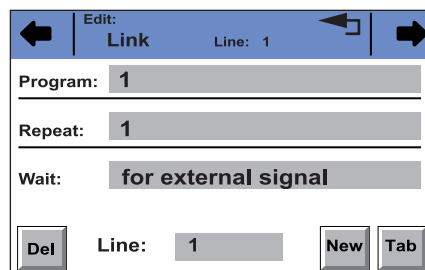 Edit:
Link Line: 1
Program: 1
Repeat: 1
Wait: for external signal
Del Line: 1 New Tab